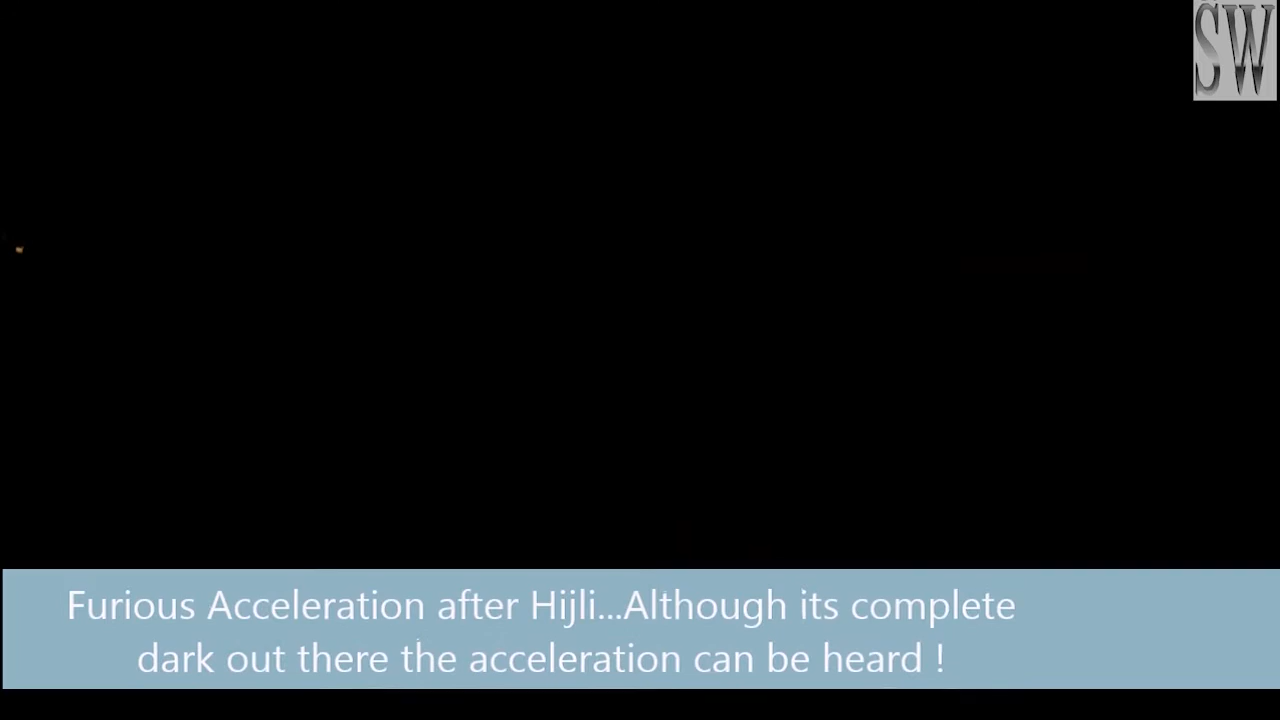 SW
Furious Acceleration after Hijli...Although its complete
dark out there the acceleration can be heard !